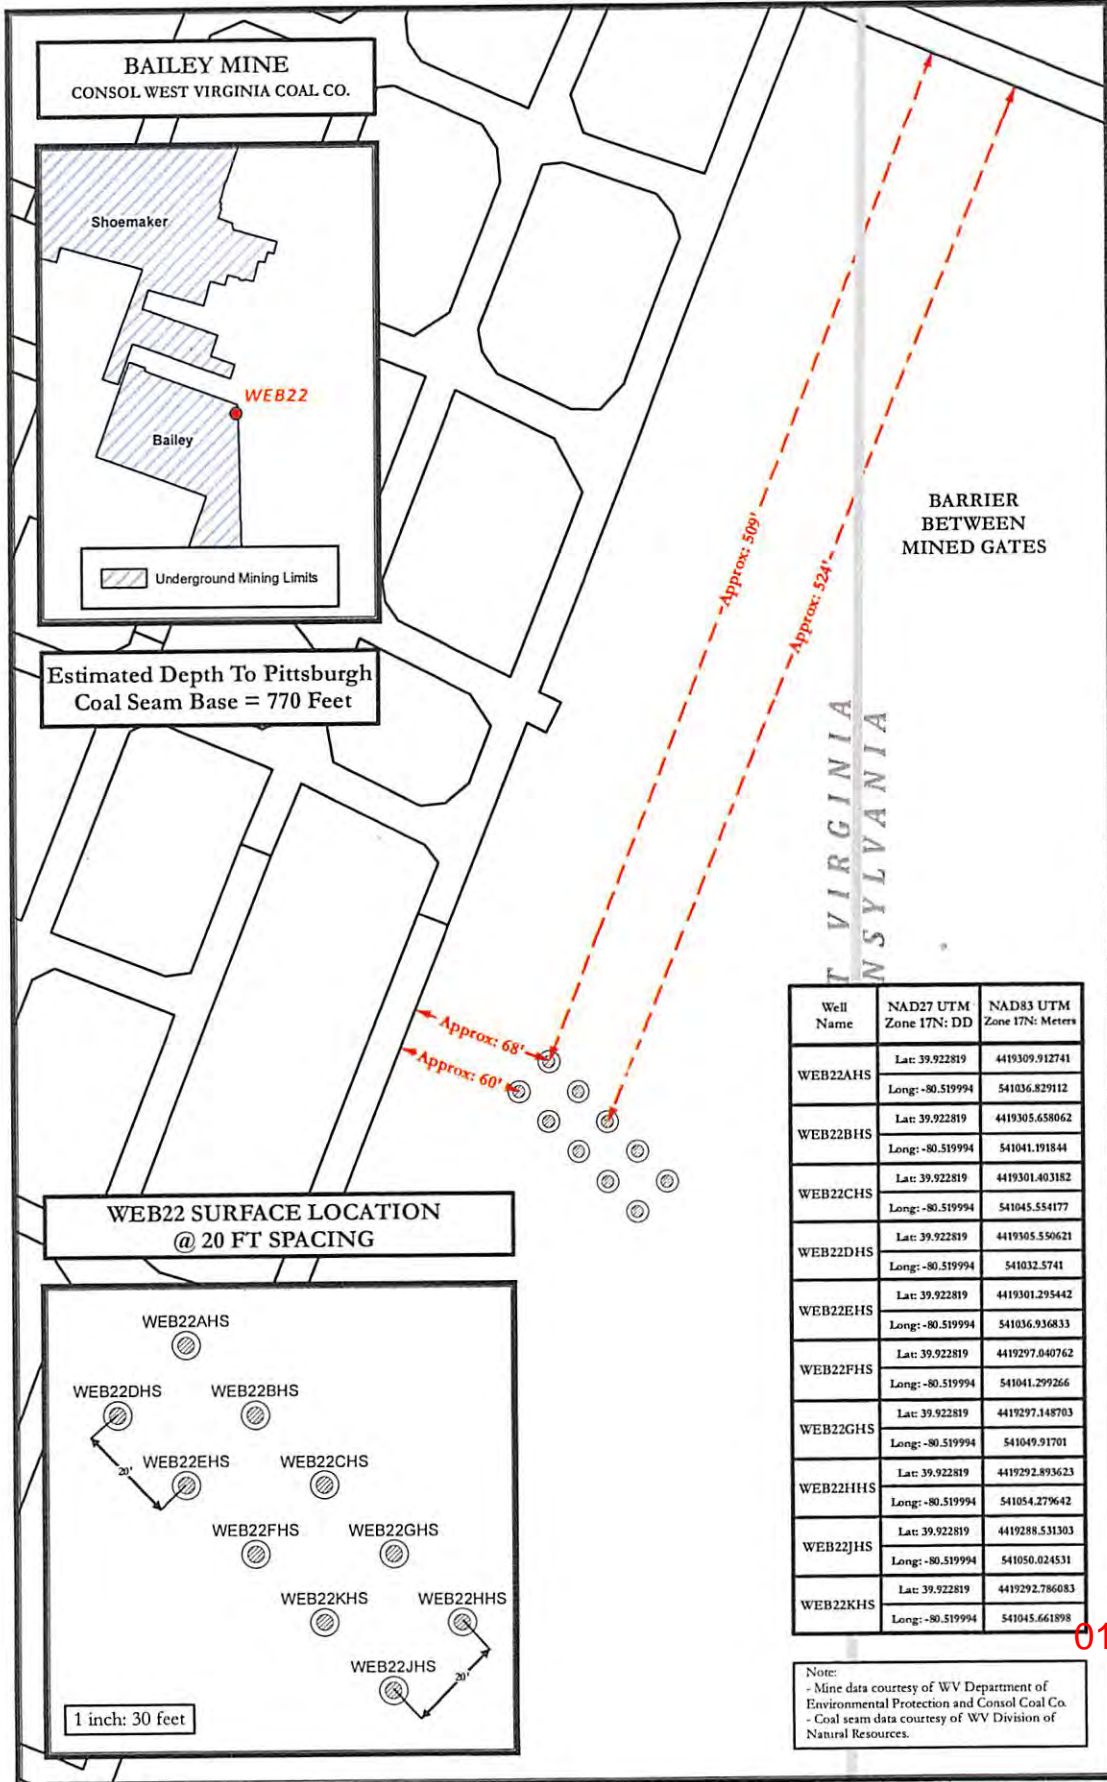 BAILEY MINE
CONSOL WEST VIRGINIA COAL CO.
Shoemaker
WEB22
Bailey
Underground Mining Limits
Estimated Depth To Pittsburgh
Coal Seam Base = 770 Feet
Approx: 509'
Approx: 524'
BARRIER
BETWEEN
MINED GATES
T VIRGINIA
NSYLVANIA
Approx: 68'
Approx: 60'
WEB22 SURFACE LOCATION
@ 20 FT SPACING
WEB22AHS
WEB22DHS WEB22BHS
20'
WEB22EHS WEB22CHS
WEB22FHS WEB22GHS
WEB22KHS WEB22HHS
WEB22JHS
20'
1 inch: 30 feet
Well Name NAD27 UTM Zone 17N: DD NAD83 UTM Zone 17N: Meters
WEB22AHS Lat: 39.922819 4419309.912741
Long: -80.519994 541036.829112
WEB22BHS Lat: 39.922819 4419305.658062
Long: -80.519994 541041.191844
WEB22CHS Lat: 39.922819 4419301.403182
Long: -80.519994 541045.554177
WEB22DHS Lat: 39.922819 4419305.550621
Long: -80.519994 541032.5741
WEB22EHS Lat: 39.922819 4419301.295442
Long: -80.519994 541036.936833
WEB22FHS Lat: 39.922819 4419297.040762
Long: -80.519994 541041.299266
WEB22GHS Lat: 39.922819 4419297.148703
Long: -80.519994 541049.91701
WEB22HHS Lat: 39.922819 4419292.893623
Long: -80.519994 541054.279642
WEB22JHS Lat: 39.922819 4419288.531303
Long: -80.519994 541050.024531
WEB22KHS Lat: 39.922819 4419292.786083
Long: -80.519994 541045.661898
01
Note:
- Mine data courtesy of WV Department of
Environmental Protection and Consol Coal Co.
- Coal seam data courtesy of WV Division of
Natural Resources.